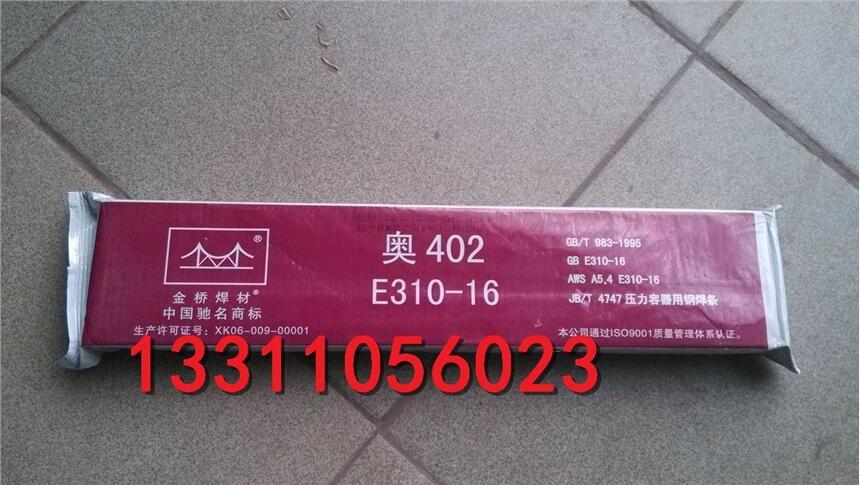 ®
金桥焊材®
中国驰名商标
生产许可证号：XK06-009-00001
奥 402
E310-16
GB/T 983-1995
GB E310-16
AWS A5.4 E310-16
JB/T 4747 压力容器用钢焊条
本公司通过ISO9001质量管理体系认证。
13311056023